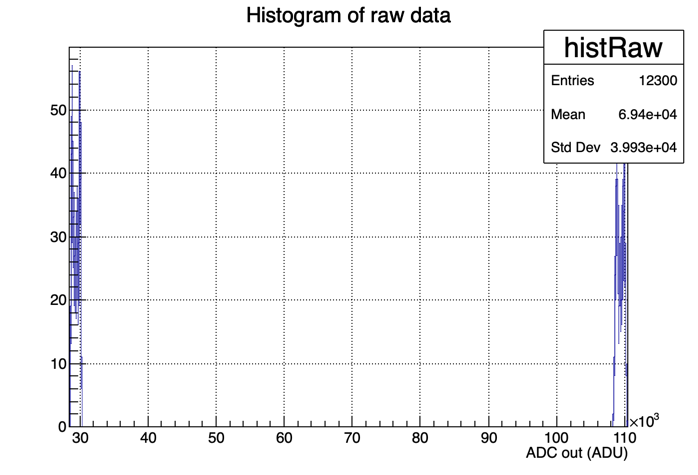 Histogram of raw data
histRaw
Entries 12300
Mean 6.94e+04
Std Dev 3.993e+04
50
40
30
20
10
0
30 40 50 60 70 80 90 100 110
×10³
ADC out (ADU)